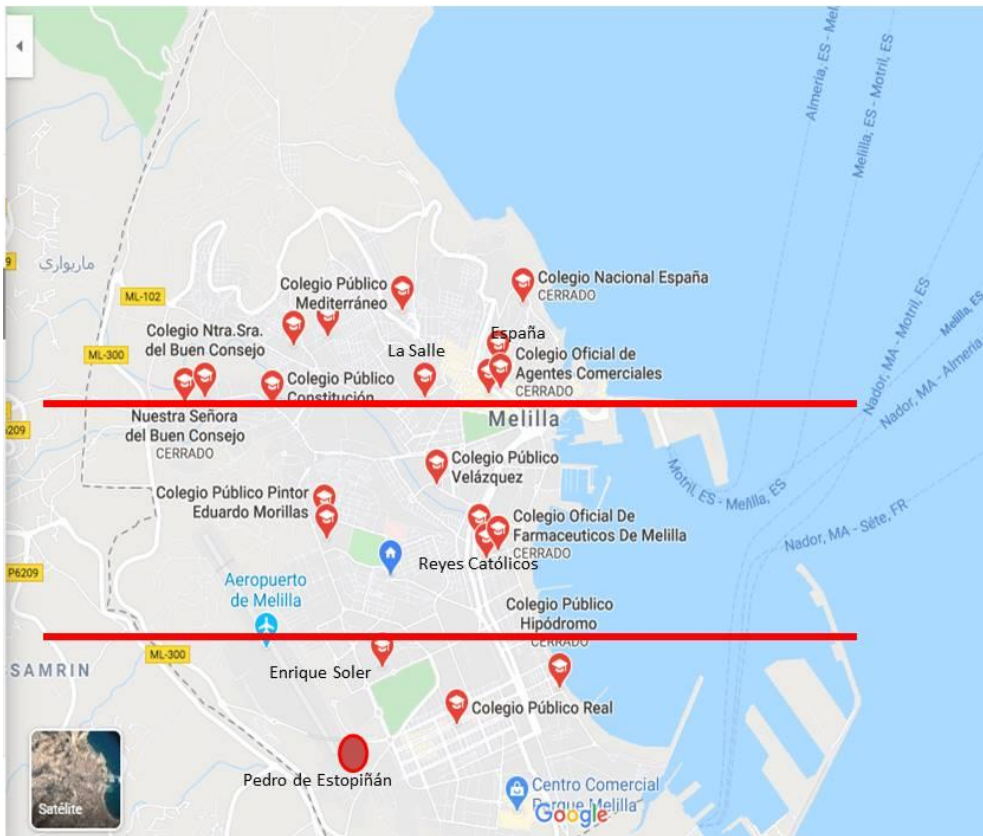 Almería, ES - Mel
Melilla, ES - Motril, ES
ماريواري
9
ML-102
Colegio Público
Mediterráneo
Colegio Nacional España
CERRADO
Colegio Ntra.Sra.
del Buen Consejo
ML-300
La Salle
España
Colegio Oficial de
Agentes Comerciales
CERRADO
Colegio Público
Constitución
Nuestra Señora
del Buen Consejo
CERRADO
Melilla
209
Nador, MA - Motril, ES
Melilla, ES
Nador, MA - Almería
Motril, ES - Melilla, ES
Colegio Público
Velázquez
Colegio Público Pintor
Eduardo Morillas
Colegio Oficial De
Farmaceuticos De Melilla
CERRADO
Reyes Católicos
Nador, MA - Séte, FR
P6209
Aeropuerto
de Melilla
Colegio Público
Hipódromo
CERRADO
ML-300
SAMRIN
Enrique Soler
Colegio Público Real
Pedro de Estopiñán
Satélite
Centro Comercial
Parque Melilla
Google